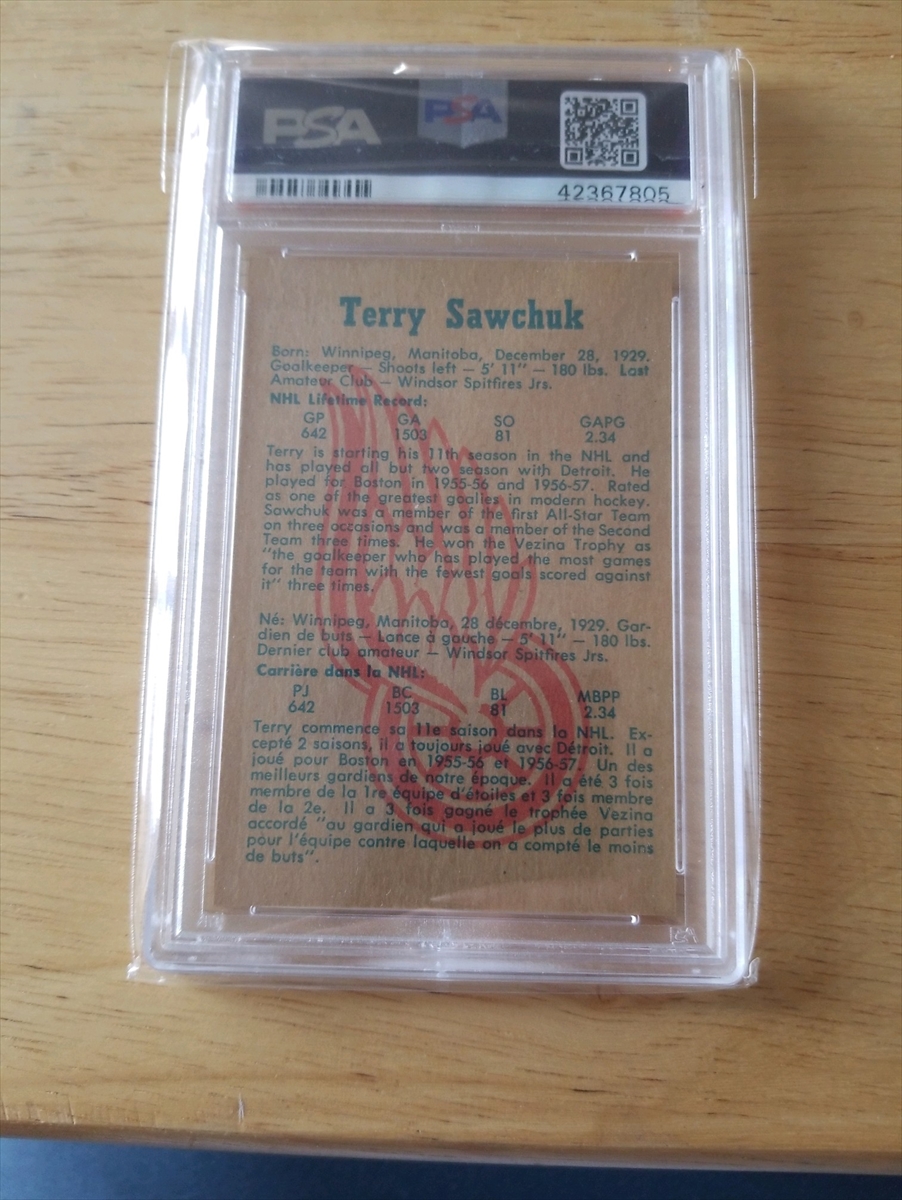 PSA
PSA
42367805
Terry Sawchuk
Born: Winnipeg, Manitoba, December 28, 1929.
Goalkeeper — Shoots left — 5' 11" — 180 lbs. Last
Amateur Club — Windsor Spitfires Jrs.
NHL Lifetime Record:
GP GA SO GAPG
642 1503 81 2.34
Terry is starting his 11th season in the NHL and
has played all but two season with Detroit. He
played for Boston in 1955-56 and 1956-57. Rated
as one of the greatest goalies in modern hockey.
Sawchuk was a member of the first All-Star Team
on three occasions and was a member of the Second
Team three times. He won the Vezina Trophy as
"the goalkeeper who has played the most games
for the team with the fewest goals scored against
it" three times.
Né: Winnipeg, Manitoba, 28 décembre, 1929. Gar-
dien de buts — Lance à gauche — 5' 11" — 180 lbs.
Dernier club amateur — Windsor Spitfires Jrs.
Carrière dans la NHL:
PJ BC BL MBPP
642 1503 81 2.34
Terry commence sa 11e saison dans la NHL. Ex-
cepté 2 saisons, il a toujours joué avec Détroit. Il a
joué pour Boston en 1955-56 et 1956-57. Un des
meilleurs gardiens de notre époque. Il a été 3 fois
membre de la 1re équipe d'étoiles et 3 fois membre
de la 2e. Il a 3 fois gagné le trophée Vezina
accordé "au gardien qui a joué le plus de parties
pour l'équipe contre laquelle on a compté le moins
de buts".